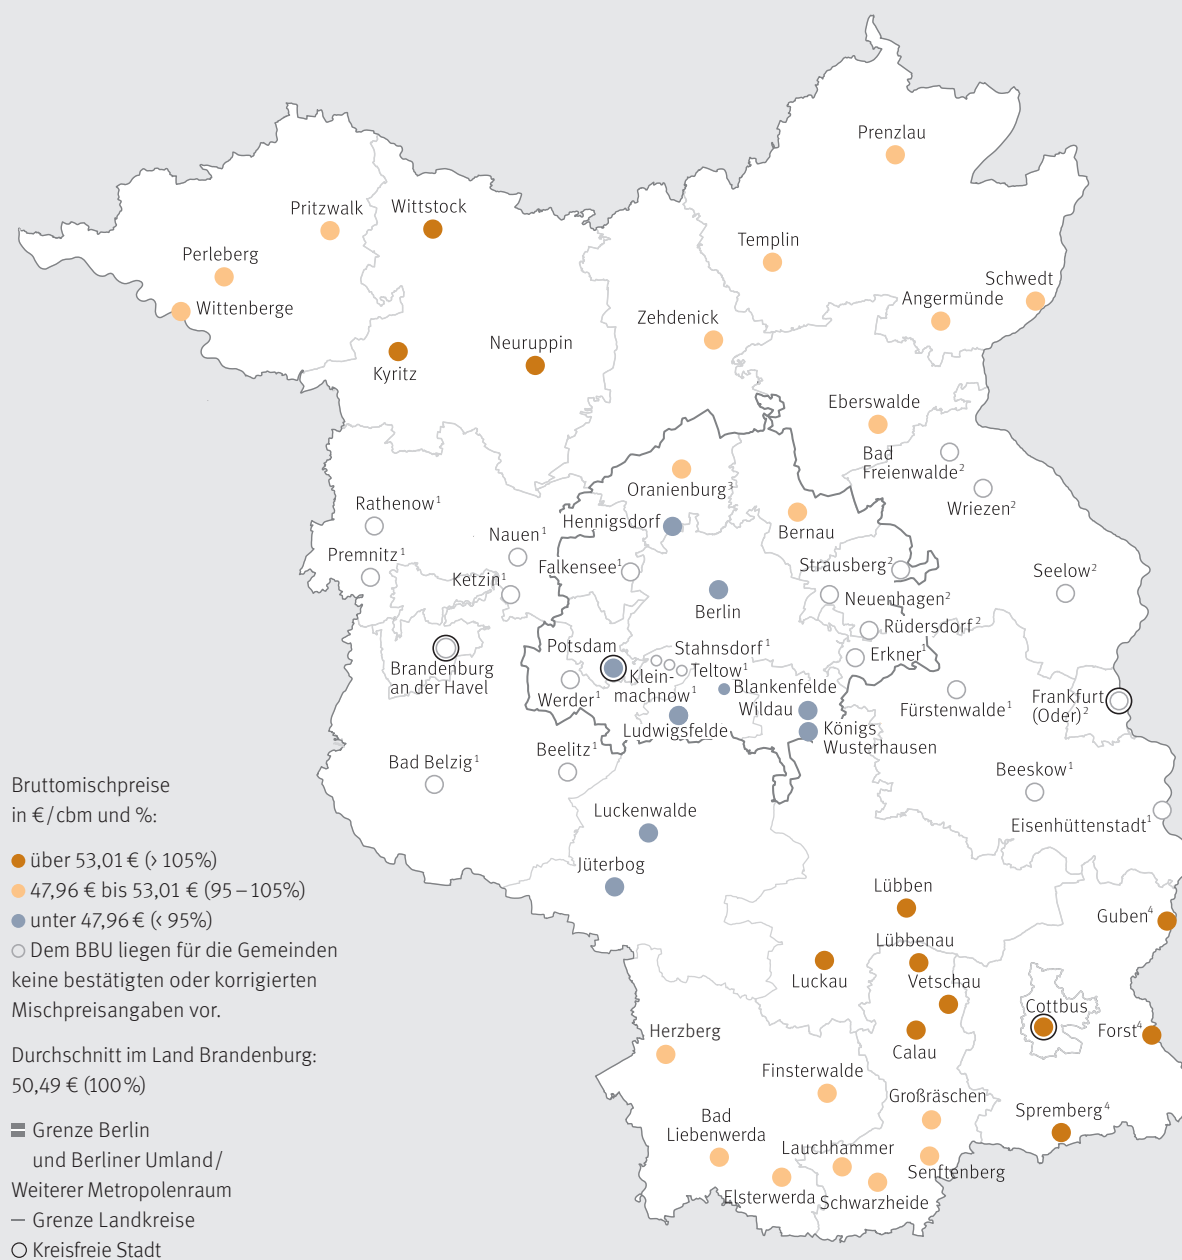 Prenzlau
Pritzwalk
Wittstock
Templin
Perleberg
Schwedt
Angermünde
Wittenberge
Zehdenick
Neuruppin
Kyritz
Eberswalde
Bad
Freienwalde²
Oranienburg³
Rathenow¹
Wriezen²
Hennigsdorf
Bernau
Nauen¹
Premnitz¹
Falkensee¹
Strausberg²
Seelow²
Ketzin¹
Berlin
Neuenhagen²
Rüdersdorf²
Potsdam
Stahnsdorf¹
Erkner¹
Brandenburg
an der Havel
Klein-
machnow¹
Teltow¹
Werder¹
Blankenfelde
Wildau
Fürstenwalde¹
Frankfurt
(Oder)²
Ludwigsfelde
Königs
Wusterhausen
Beelitz¹
Bad Belzig¹
Beeskow¹
Eisenhüttenstadt¹
Luckenwalde
Jüterbog
Lübben
Guben⁴
Lübbenau
Luckau
Vetschau
Cottbus
Forst⁴
Calau
Herzberg
Finsterwalde
Großräschen
Spremberg⁴
Bad
Liebenwerda
Lauchhammer
Senftenberg
Elsterwerda
Schwarzheide
Bruttomischpreise
in €/cbm und %:
über 53,01 € (> 105%)
47,96 € bis 53,01 € (95–105%)
unter 47,96 € (< 95%)
Dem BBU liegen für die Gemeinden
keine bestätigten oder korrigierten
Mischpreisangaben vor.
Durchschnitt im Land Brandenburg:
50,49 € (100%)
Grenze Berlin
und Berliner Umland/
Weiterer Metropolenraum
Grenze Landkreise
Kreisfreie Stadt